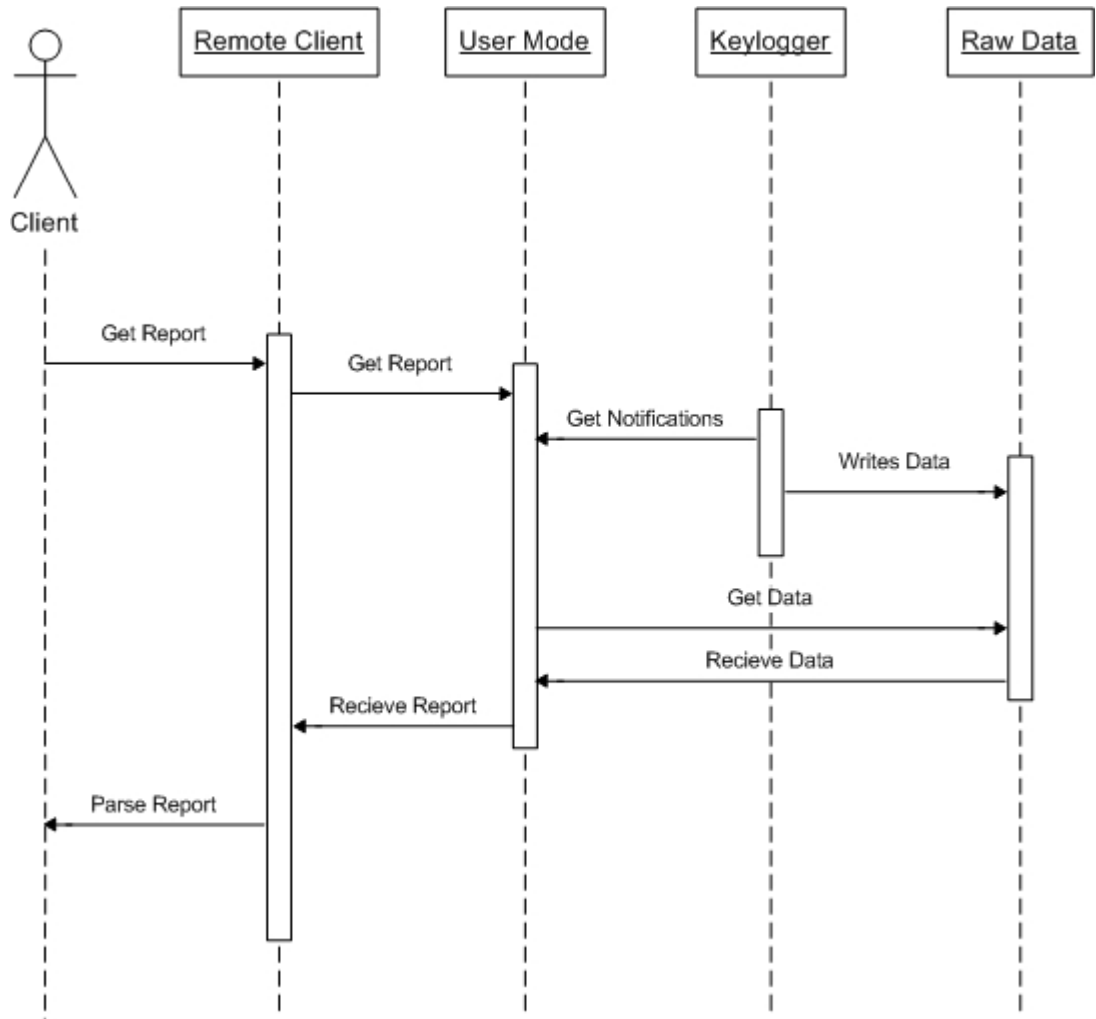 Remote Client
User Mode
Keylogger
Raw Data
Client
Get Report
Get Report
Get Notifications
Writes Data
Get Data
Recieve Data
Recieve Report
Parse Report